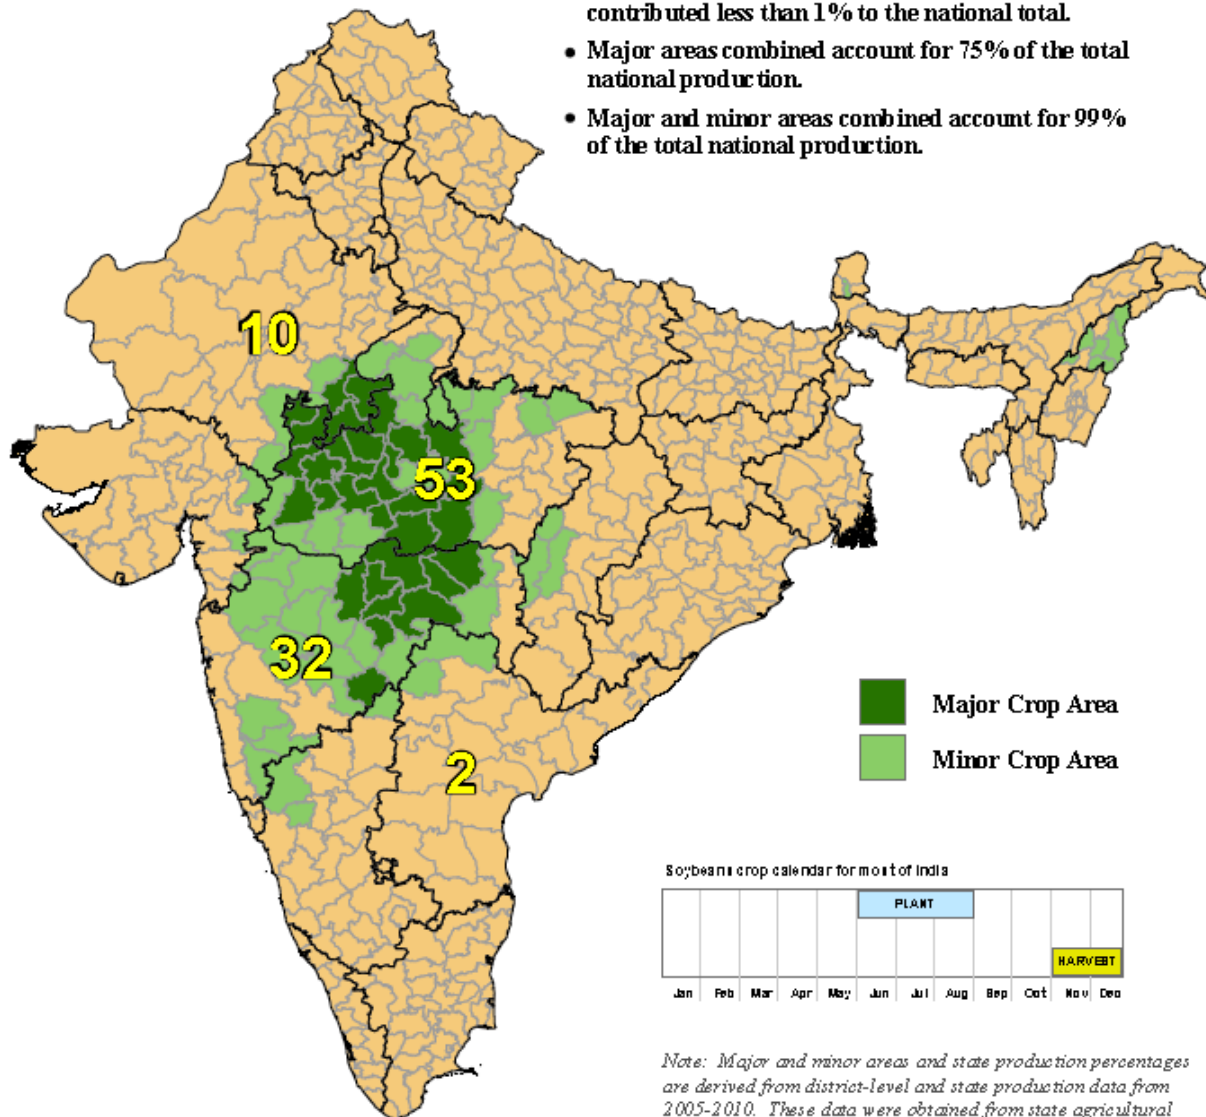 contributed less than 1% to the national total.
• Major areas combined account for 75% of the total
national production.
• Major and minor areas combined account for 99%
of the total national production.
10
53
32
2
Major Crop Area
Minor Crop Area
Soybeans crop calendar for most of India
PLANT
HARVEST
Jan Feb Mar Apr May Jun Jul Aug Sep Oct Nov Dec
Note: Major and minor areas and state production percentages
are derived from district-level and state production data from
2005-2010. These data were obtained from state agricultural